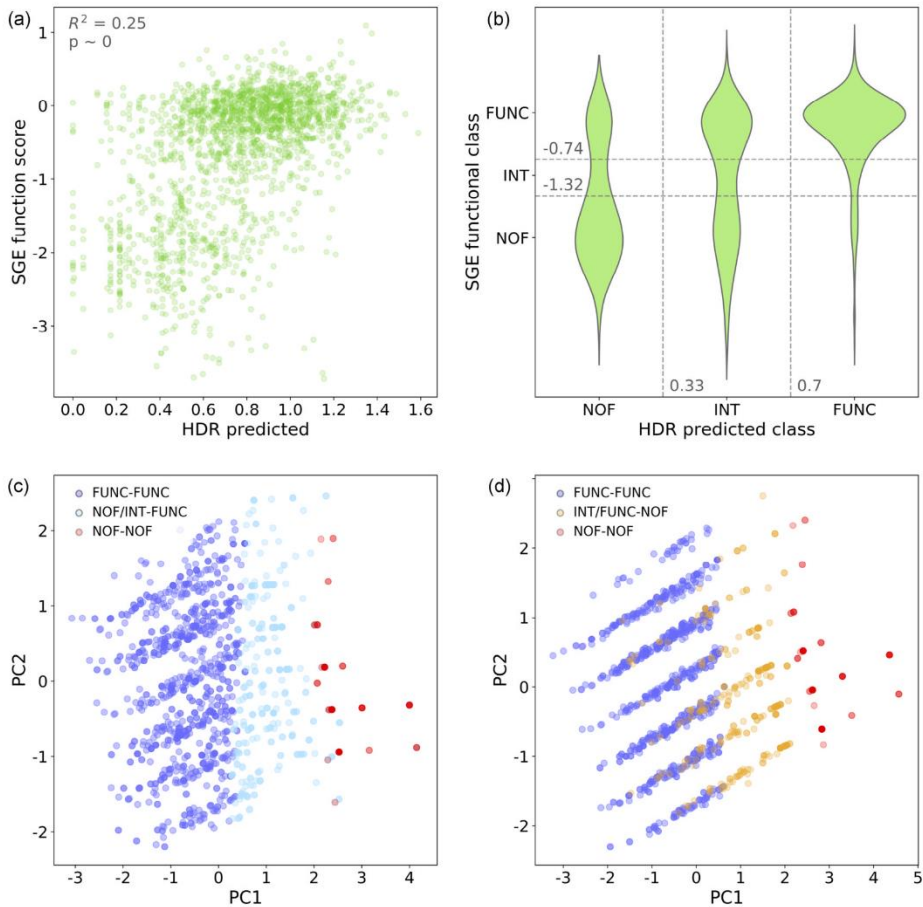 (a)
R² = 0.25
p ~ 0
SGE function score
1
0
-1
-2
-3
0.0 0.2 0.4 0.6 0.8 1.0 1.2 1.4 1.6
HDR predicted
(b)
SGE functional class
FUNC
-0.74
INT
-1.32
NOF
0.33 0.7
NOF INT FUNC
HDR predicted class
(c)
FUNC-FUNC
NOF/INT-FUNC
NOF-NOF
PC2
2
1
0
-1
-2
-3 -2 -1 0 1 2 3 4
PC1
(d)
FUNC-FUNC
INT/FUNC-NOF
NOF-NOF
PC2
2
1
0
-1
-2
-3 -2 -1 0 1 2 3 4 5
PC1